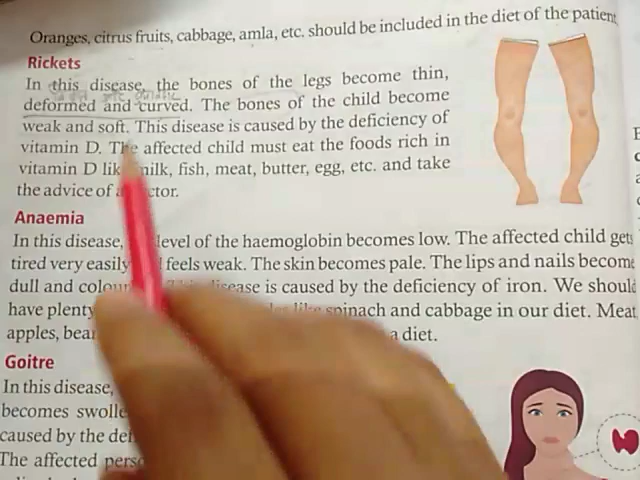 Oranges, citrus fruits, cabbage, amla, etc. should be included in the diet of the patient
Rickets
In this disease, the bones of the legs become thin,
deformed and curved. The bones of the child become
weak and soft. This disease is caused by the deficiency of
vitamin D. The affected child must eat the foods rich in
vitamin D lik milk, fish, meat, butter, egg, etc. and take
the advice of a ctor.
Anaemia
In this disease, level of the haemoglobin becomes low. The affected child gets
tired very easily feels weak. The skin becomes pale. The lips and nails become
dull and colou disease is caused by the deficiency of iron. We should
have plenty like spinach and cabbage in our diet. Meat
apples, bea a diet.
Goitre
In this disease,
becomes swolle
caused by the def
The affected pers